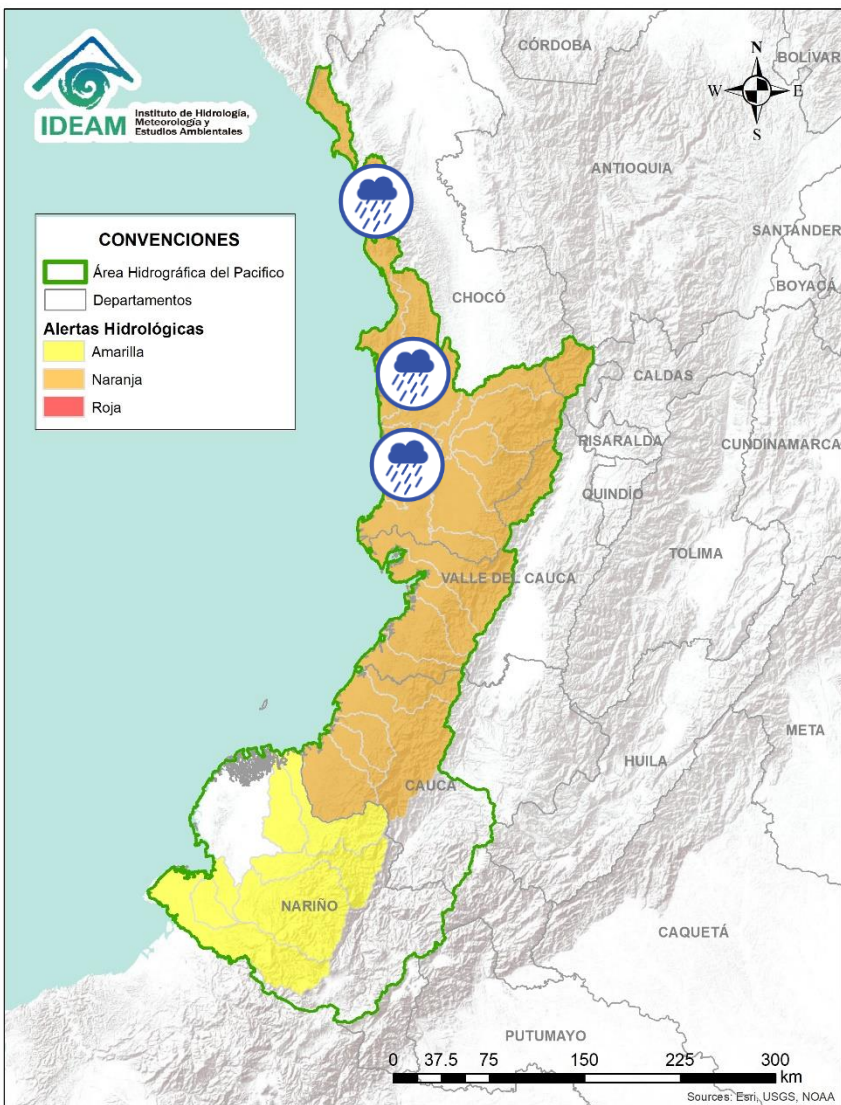 IDEAM
Instituto de Hidrología,
Meteorología y
Estudios Ambientales
CÓRDOBA
BOLÍVAR
N
W
E
S
ANTIOQUIA
SANTÁNDER
BOYACÁ
CONVENCIONES
Área Hidrográfica del Pacifico
Departamentos
Alertas Hidrológicas
Amarilla
Naranja
Roja
CHOCÓ
CALDAS
RISARALDA
CUNDINAMARCA
QUINDÍO
TOLIMA
VALLE DEL CAUCA
META
HUILA
CAUCA
NARIÑO
CAQUETÁ
PUTUMAYO
0 37.5 75 150 225 300
km
Sources: Esri, USGS, NOAA